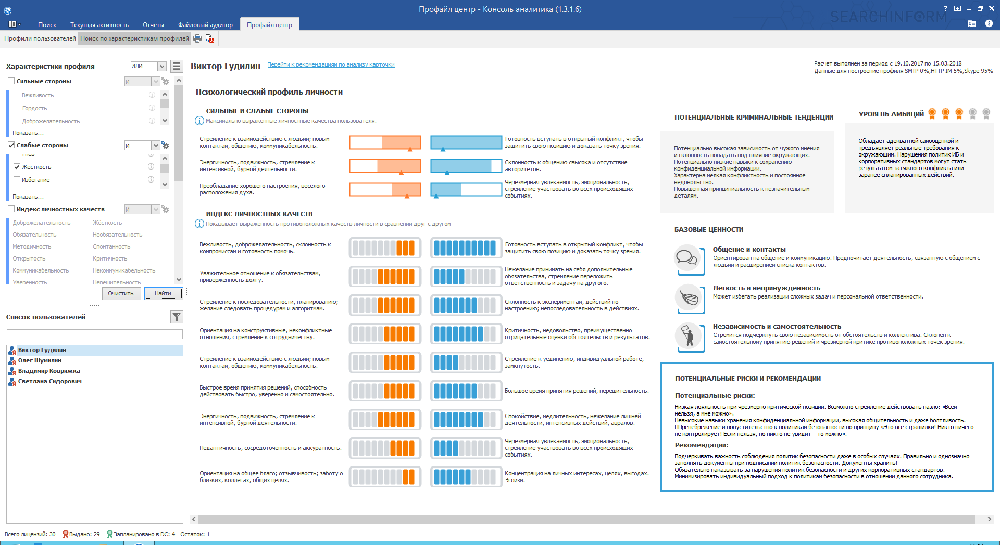 Профайл центр - Консоль аналитика (1.3.1.6)
SEARCHINFORM
Поиск
Текущая активность
Отчеты
Файловый аудитор
Профайл центр
Профили пользователей
Поиск по характеристикам профилей
Характеристики профиля
ИЛИ
Сильные стороны
И
Вежливость
Гордость
Доброжелательность
Показать...
Слабые стороны
И
Гнев
Жёсткость
Избегание
Показать...
Индекс личностных качеств
И
Доброжелательность Жёсткость
Обязательность Необязательность
Методичность Спонтанность
Открытость Критичность
Коммуникабельность Некоммуникабельность
Уверенность Нерешительность
Очистить
Найти
Список пользователей
Виктор Гудилин
Олег Шумилин
Владимир Коврижка
Светлана Сидорович
Виктор Гудилин
Перейти к рекомендациям по анализу карточки
Расчет выполнен за период с 19.10.2017 по 15.03.2018
Данные для построение профиля SMTP 0%,HTTP IM 5%,Skype 95%
Психологический профиль личности
СИЛЬНЫЕ И СЛАБЫЕ СТОРОНЫ
Максимально выраженные личностные качества пользователя.
Стремление к взаимодействию с людьми; новым
контактам, общению, коммуникабельность.
Готовность вступать в открытый конфликт, чтобы
защитить свою позицию и доказать точку зрения.
Энергичность, подвижность, стремление к
интенсивной, бурной деятельности.
Склонность к общению свысока и отсутствие
авторитетов.
Преобладание хорошего настроения, веселого
расположения духа.
Черезмерная увлекаемость, эмоциональность,
стремление участвовать во всех происходящих
событиях.
ИНДЕКС ЛИЧНОСТНЫХ КАЧЕСТВ
Показывает выраженность противоположных качеств личности в сравнении друг с другом
Вежливость, доброжелательность, склонность к
компромиссам и готовность помочь.
Готовность вступать в открытый конфликт, чтобы
защитить свою позицию и доказать точку зрения.
Уважительное отношение к обязательствам,
приверженность долгу.
Нежелание принимать на себя дополнительные
обязательства, стремление переложить
ответственность и задачу на другого.
Стремление к последовательности, планированию;
желание следовать процедурам и алгоритмам.
Склонность к экспериментам, действий по
настроению; непоследовательность в действиях.
Ориентация на конструктивные, неконфликтные
отношения, стремление к сотрудничеству.
Критичность, недовольство, преимущественно
отрицательные оценки обстоятельств и результатов.
Стремление к взаимодействию с людьми; новым
контактам, общению, коммуникабельность.
Стремление к уединению, индивидуальной работе,
замкнутость.
Быстрое время принятия решений, способность
действовать быстро, уверенно и самостоятельно.
Большое время принятия решений, нерешительность.
Энергичность, подвижность, стремление к
интенсивной, бурной деятельности.
Спокойствие, медлительность, нежелание лишней
деятельности, интенсивных действий, авралов.
Педантичность, сосредоточенность и аккуратность.
Черезмерная увлекаемость, эмоциональность,
стремление участвовать во всех происходящих
событиях.
Ориентация на общее благо; отзывчивость; заботу о
близких, коллегах, общих целях.
Концентрация на личных интересах, целях, выгодах.
Эгоизм.
ПОТЕНЦИАЛЬНЫЕ КРИМИНАЛЬНЫЕ ТЕНДЕНЦИИ
Потенциально высокая зависимость от чужого мнения
и склонность попадать под влияние окружающих.
Потенциально низкие навыки к сохранению
конфиденциальной информации.
Характерна мелкая конфликтность и постоянное
недовольство.
Повышенная принципиальность к незначительным
деталям.
УРОВЕНЬ АМБИЦИЙ
Обладает адекватной самооценкой и
предъявляет реальные требования к
окружающим. Нарушения политик ИБ и
корпоративных стандартов могут стать
результатом затяжного конфликта или
заранее спланированных действий.
БАЗОВЫЕ ЦЕННОСТИ
Общение и контакты
Ориентирован на общение и коммуникацию. Предпочитает деятельность, связанную с общением с
людьми и расширением списка контактов.
Легкость и непринужденность
Может избегать реализации сложных задач и персональной ответственности.
Независимость и самостоятельность
Стремится подчеркнуть свою независимость от обстоятельств и коллектива. Склонен к
самостоятельному принятию решений и чрезмерной критике противоположных точек зрения.
ПОТЕНЦИАЛЬНЫЕ РИСКИ И РЕКОМЕНДАЦИИ
Потенциальные риски:
Низкая лояльность при чрезмерно критической позиции. Возможно стремление действовать назло: «Всем
нельзя, а мне можно».
Невысокие навыки хранения конфиденциальной информации, высокая общительность и даже болтливость.
ППренебрежение и попустительство к политикам безопасности по принципу «Это все страшилки! Никто ничего
не контролирует! Если нельзя, но никто не увидит – то можно».
Рекомендации:
Подчеркивать важность соблюдения политик безопасности даже в особых случаях. Правильно и однозначно
заполнять документы при подписании политик безопасности. Документы хранить!
Обязательно наказывать за нарушения политик безопасности и других корпоративных стандартов.
Минимизировать индивидуальный подход к политикам безопасности в отношении данного сотрудника.
Всего лицензий: 30 Выдано: 29 Запланировано в DC: 4 Остаток: 1